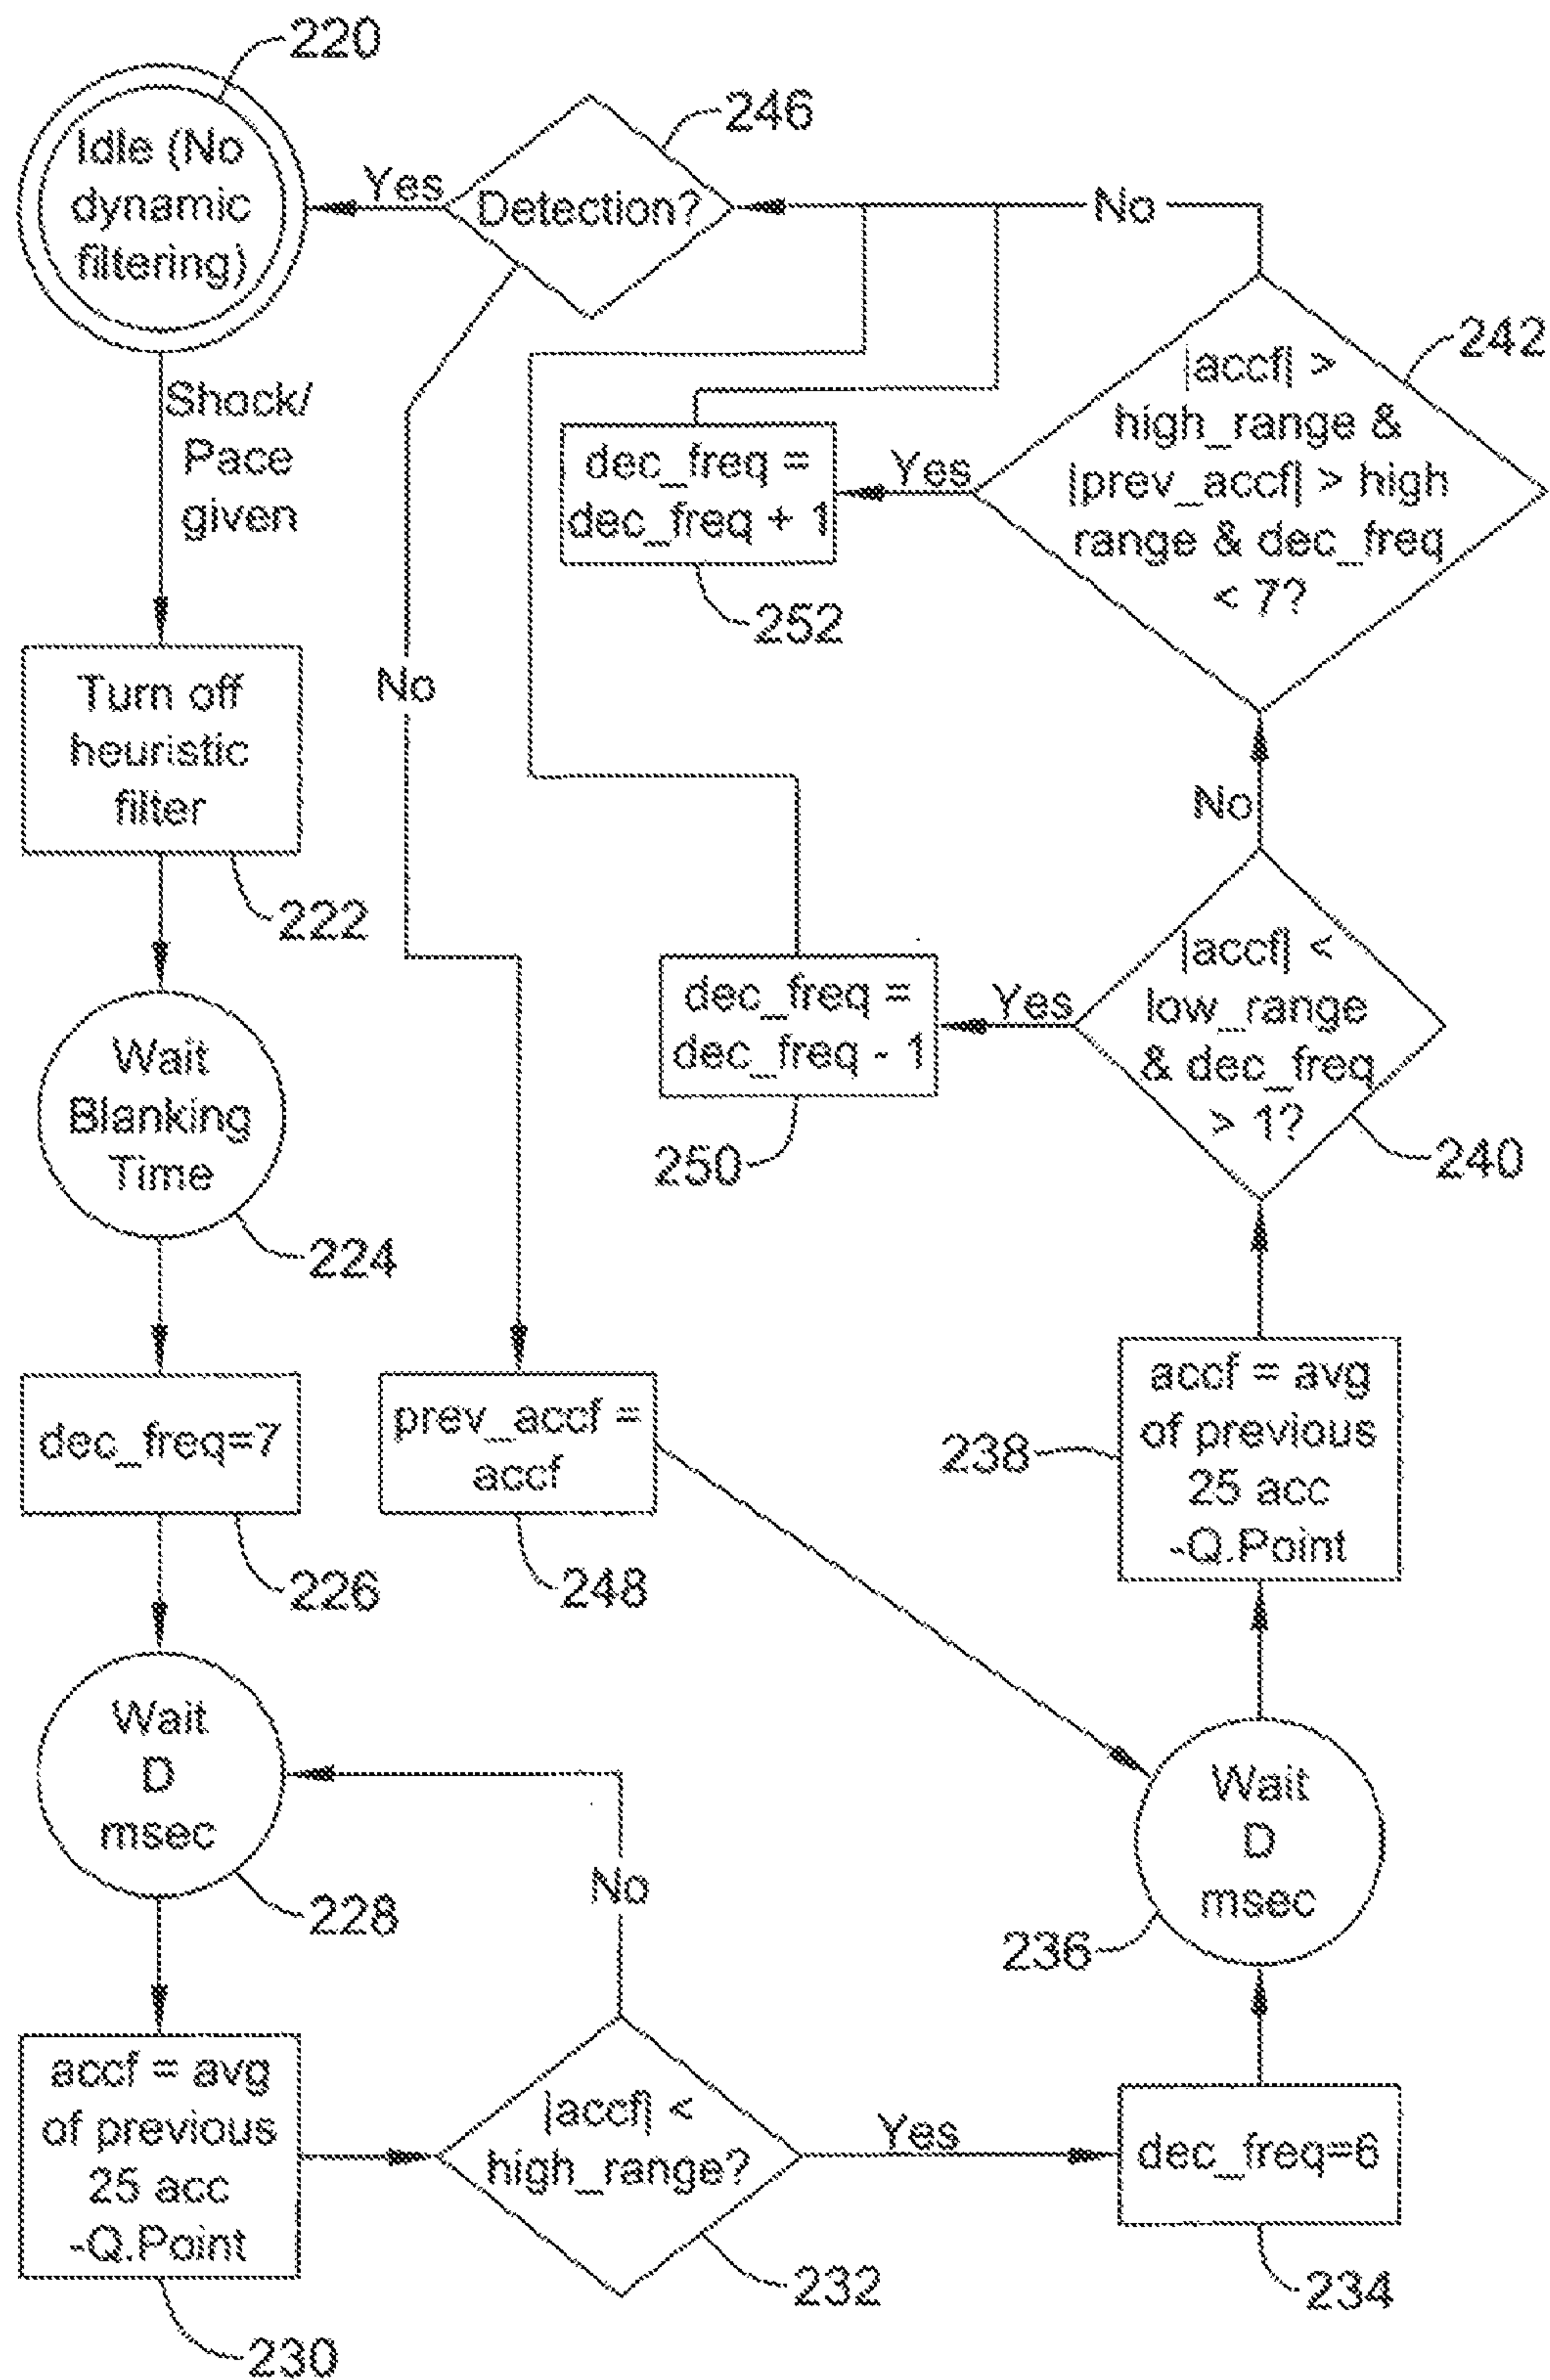 220
Idle (No
dynamic
filtering)
Yes
Detection?
246
No
Shock/
Pace
given
Turn off
heuristic
filter
222
Wait
Blanking
Time
224
dec_freq=7
226
Wait
D
msec
228
accf = avg
of previous
25 acc
-Q.Point
230
|accf| <
high_range?
232
No
Yes
dec_freq=6
234
Wait
D
msec
236
accf = avg
of previous
25 acc
-Q.Point
238
|accf| <
low_range
& dec_freq
> 1?
240
Yes
dec_freq =
dec_freq - 1
250
No
|accf| >
high_range &
|prev_accf| > high
range & dec_freq
< 7?
242
Yes
dec_freq =
dec_freq + 1
252
No
prev_accf =
accf
248